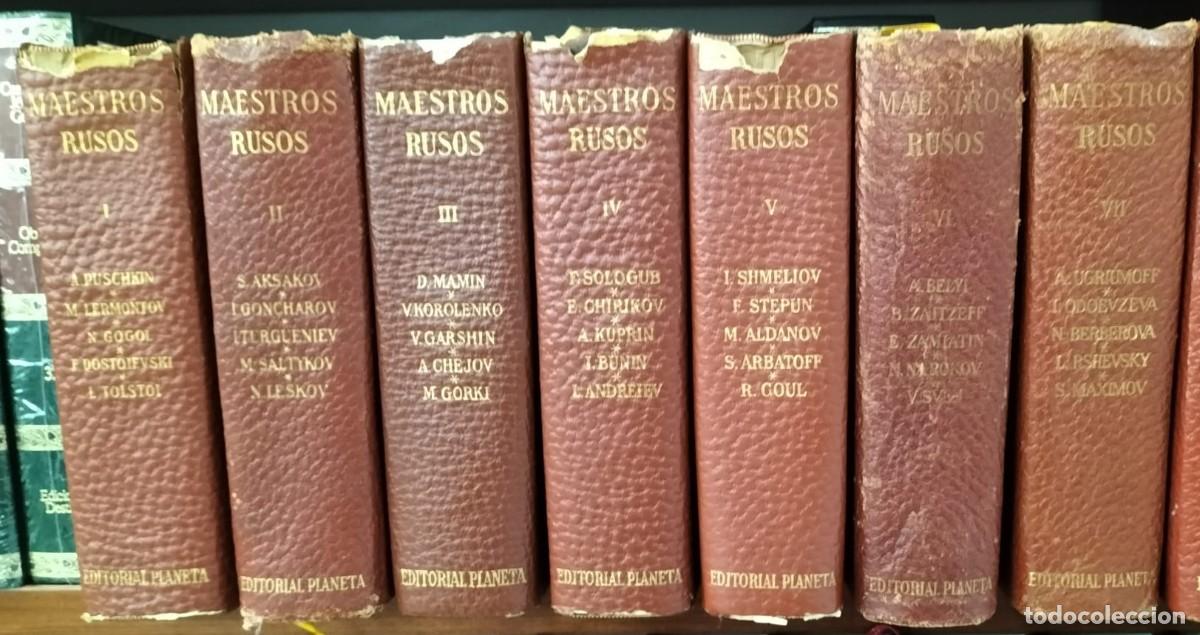 MAESTROS
RUSOS
I
A. PUSCHKIN
M. LERMONTOV
N. GOGOL
F. DOSTOIEVSKI
L. TOLSTOI
EDITORIAL PLANETA
MAESTROS
RUSOS
II
S. AKSAKOV
I. GONCHAROV
I. TURGUENIEV
M. SALTYKOV
N. LESKOV
EDITORIAL PLANETA
MAESTROS
RUSOS
III
D. MAMIN
V. KOROLENKO
V. GARSHIN
A. CHEJOV
M. GORKI
EDITORIAL PLANETA
MAESTROS
RUSOS
IV
F. SOLOGUB
E. CHIRIKOV
A. KUPRIN
I. BUNIN
L. ANDREIEV
EDITORIAL PLANETA
MAESTROS
RUSOS
V
I. SHMELIOV
F. STEPUN
M. ALDANOV
S. ARBATOFF
R. GOUL
EDITORIAL PLANETA
MAESTROS
RUSOS
VI
A. BELYI
B. ZAITZEFF
E. ZAMIATIN
N. NAROKOV
EDITORIAL PLANETA
MAESTROS
RUSOS
VII
A. UGRIUMOFF
I. ODOEVZEVA
N. BERBEROVA
L. RSHEVSKY
S. MAXIMOV
EDITORIAL PLANETA
todocoleccion